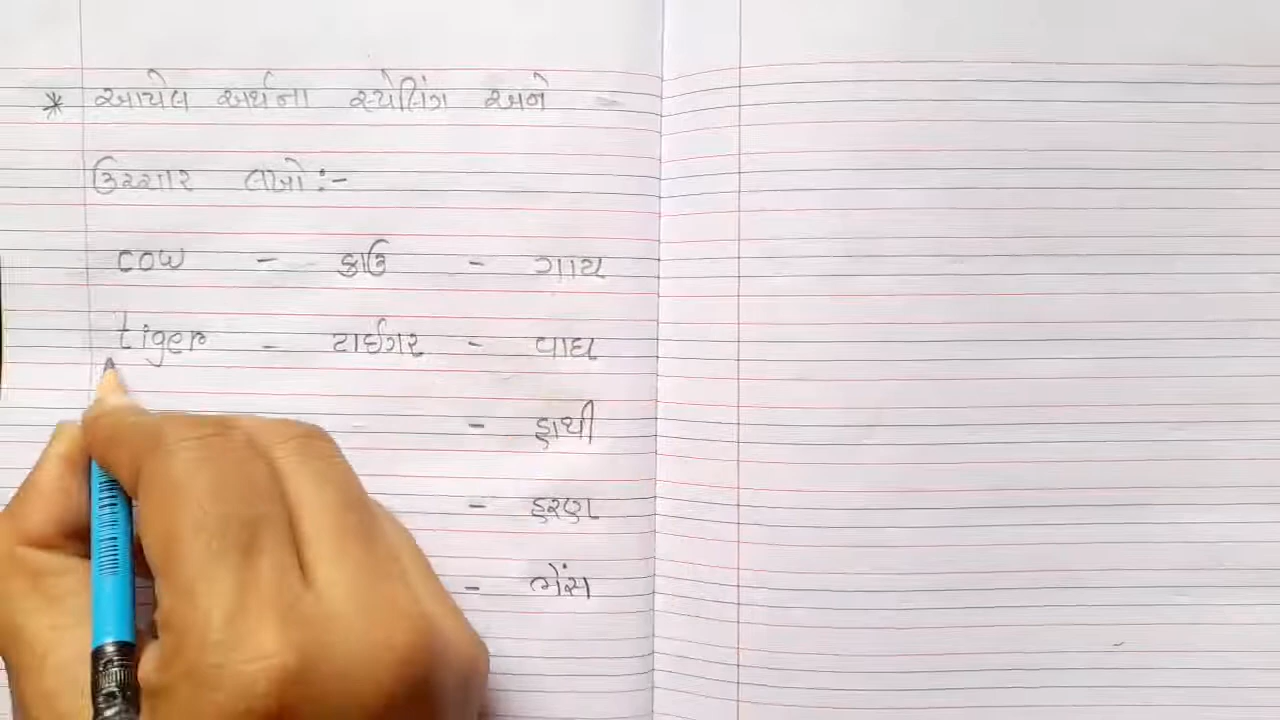 * આપેલ અર્થના સ્પેલિંગ અને
ઉચ્ચાર લખો:-
cow - કાઉ - ગાય
tiger - ટાઈગર - વાઘ
- હાથી
- હરણ
- ભેંસ